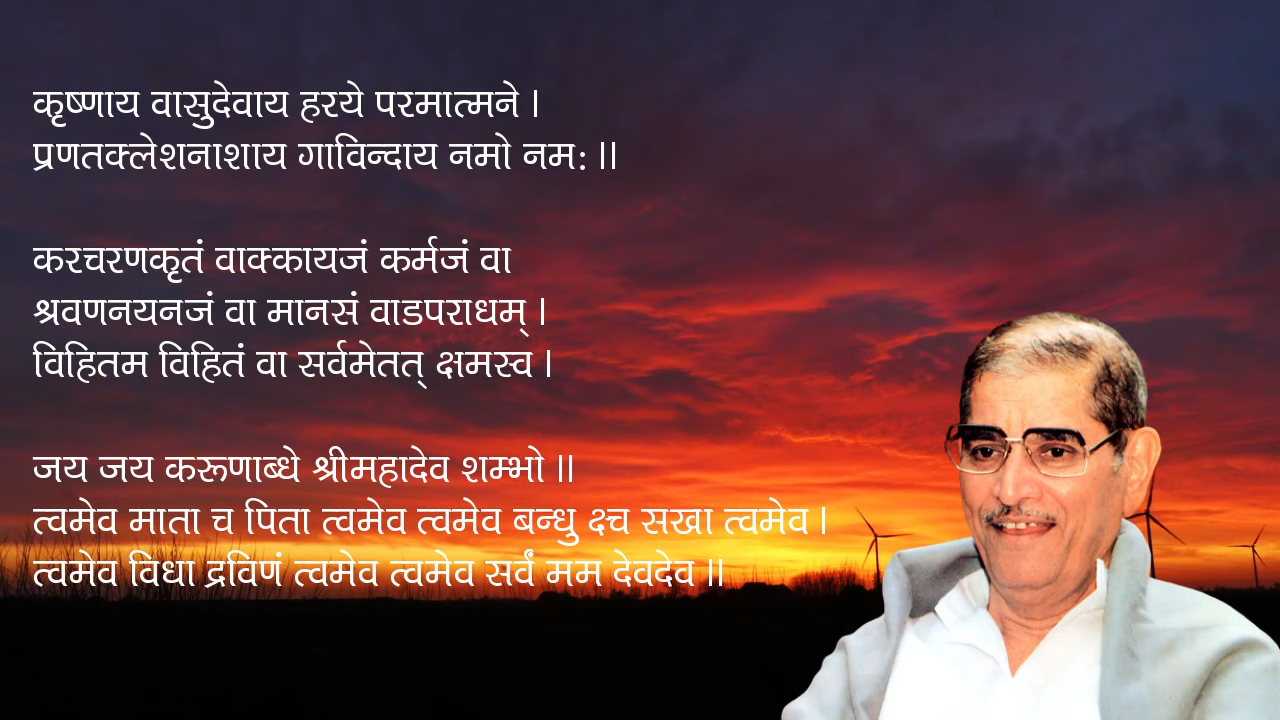 कृष्णाय वासुदेवाय हरये परमात्मने ।
प्रणतक्लेशनाशाय गाविन्दाय नमो नम: ।।
करचरणकृतं वाक्कायजं कर्मजं वा
श्रवणनयनजं वा मानसं वाडपराधम् ।
विहितम विहितं वा सर्वमेतत् क्षमस्व ।
जय जय करूणाब्धे श्रीमहादेव शम्भो ।।
त्वमेव माता च पिता त्वमेव त्वमेव बन्धु क्ष्च सखा त्वमेव ।
त्वमेव विधा द्रविणं त्वमेव त्वमेव सर्वं मम देवदेव ।।